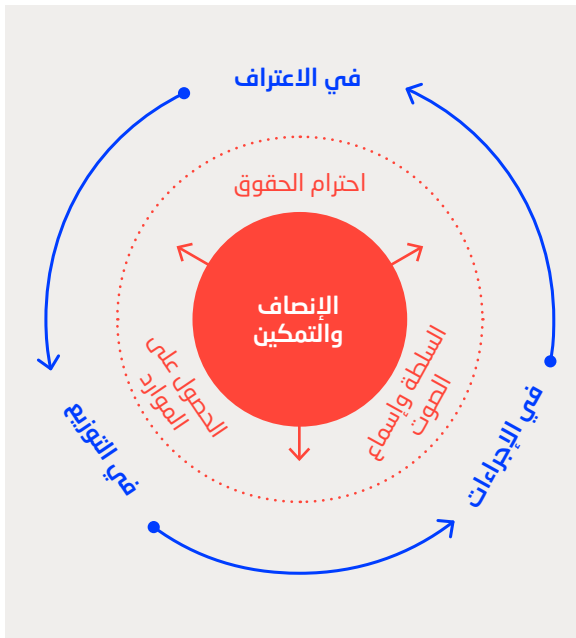 في الاعتراف
احترام الحقوق
الإنصاف
والتمكين
السلطة وإسماع
الصوت
الحصول على
الموارد
في الإجراءات
في التوزيع